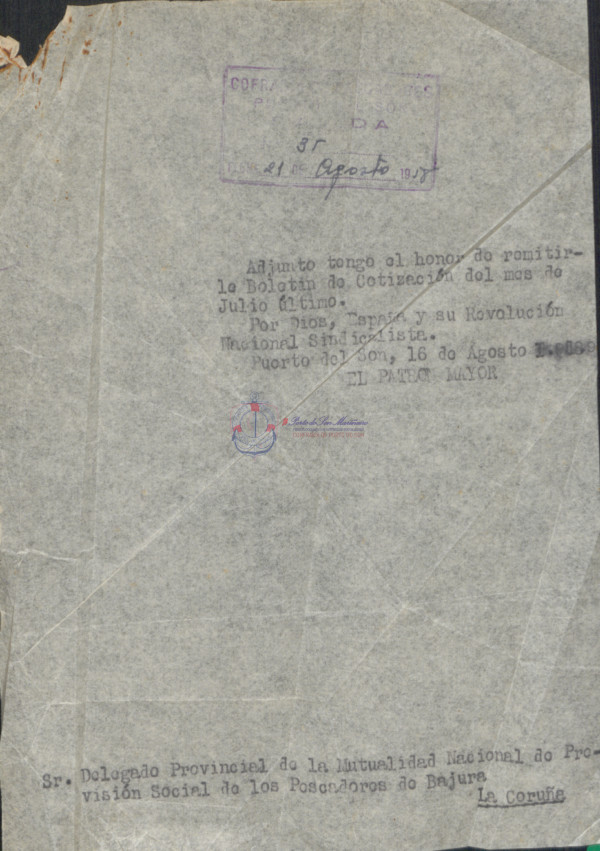 DA
35
21 DE Agosto 195
Adjunto tengo el honor de remitir-
le Boletín de Cotización del mes de
Julio último.
Por Dios, España y su Revolución
Nacional Sindicalista.
Puerto del Son, 16 de Agosto
EL PATRON MAYOR
Sr. Delegado Provincial de la Mutualidad Nacional de Pre-
visión Social de los Pescadores de Bajura
La Coruña